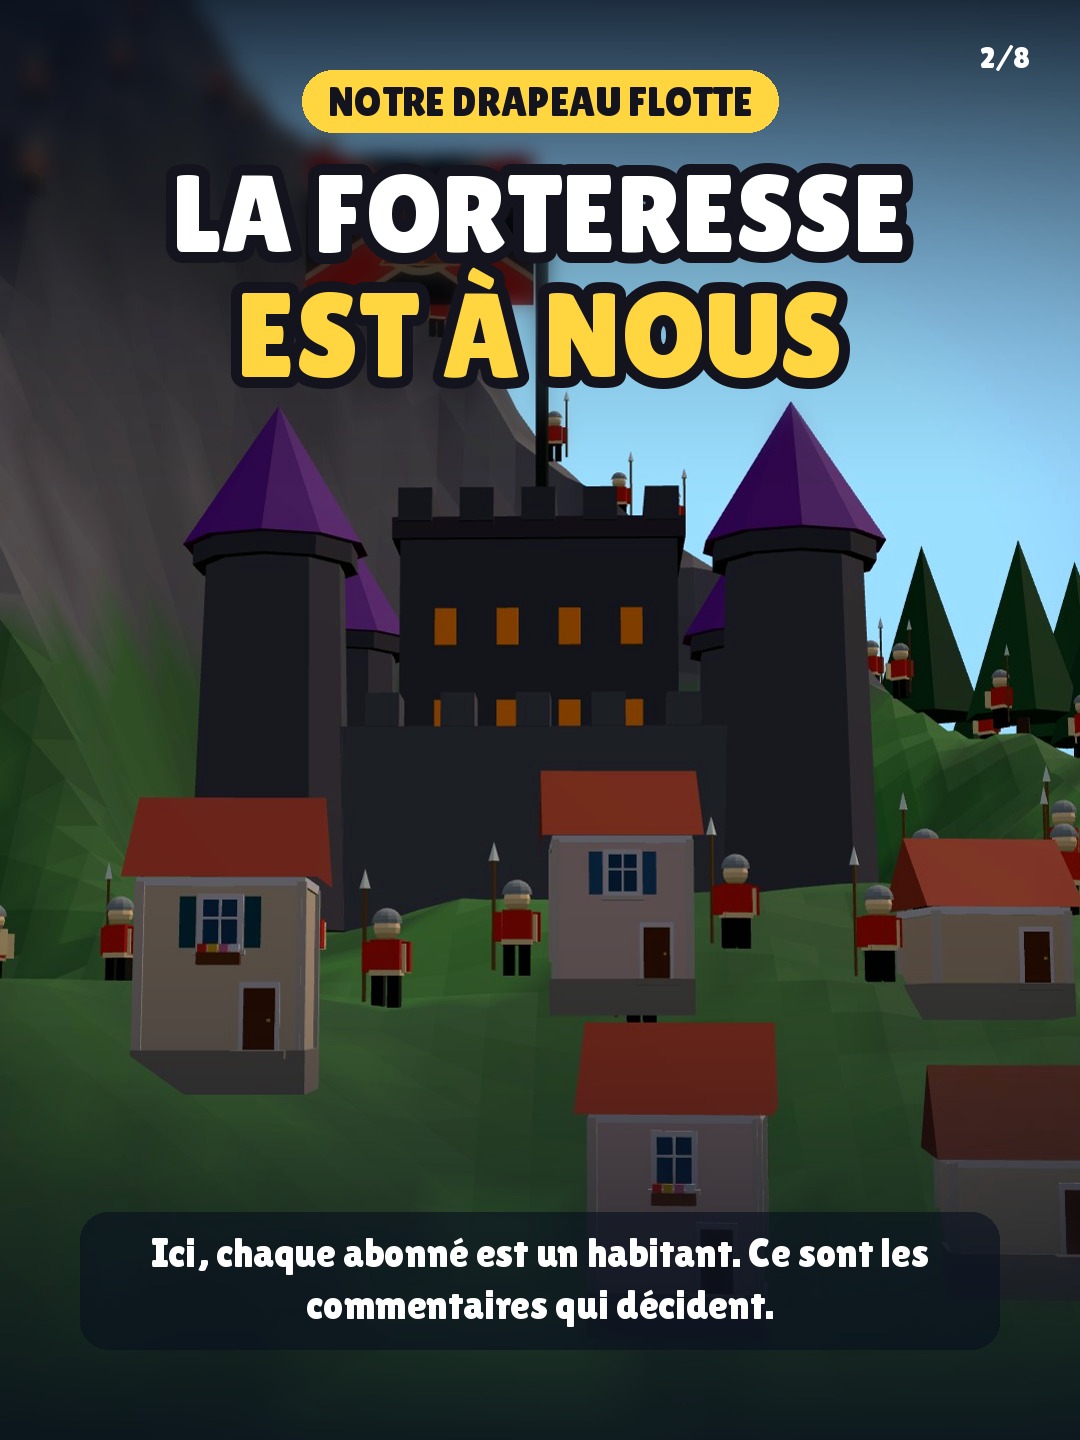 2/8
NOTRE DRAPEAU FLOTTE
LA FORTERESSE
EST À NOUS
Ici, chaque abonné est un habitant. Ce sont les
commentaires qui décident.